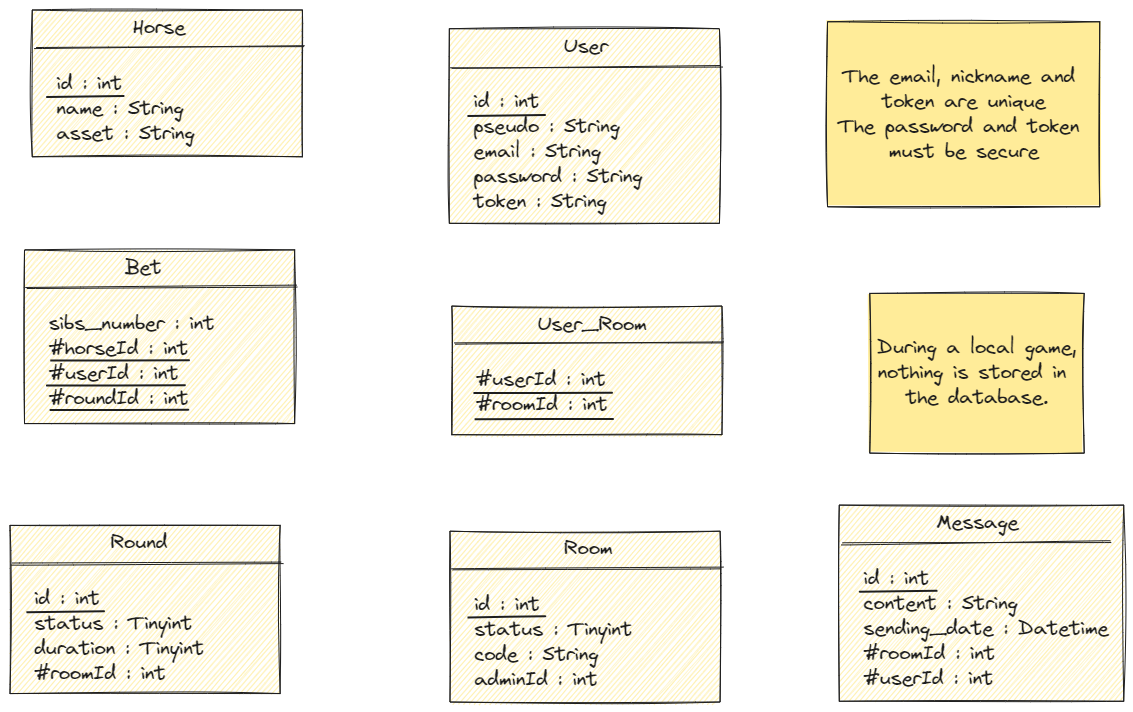 Horse
id : int
name : String
asset : String
User
id : int
pseudo : String
email : String
password : String
token : String
The email, nickname and
token are unique
The password and token
must be secure
Bet
sibs_number : int
#horseId : int
#userId : int
#roundId : int
User_Room
#userId : int
#roomId : int
During a local game,
nothing is stored in
the database.
Round
id : int
status : Tinyint
duration : Tinyint
#roomId : int
Room
id : int
status : Tinyint
code : String
adminId : int
Message
id : int
content : String
sending_date : Datetime
#roomId : int
#userId : int